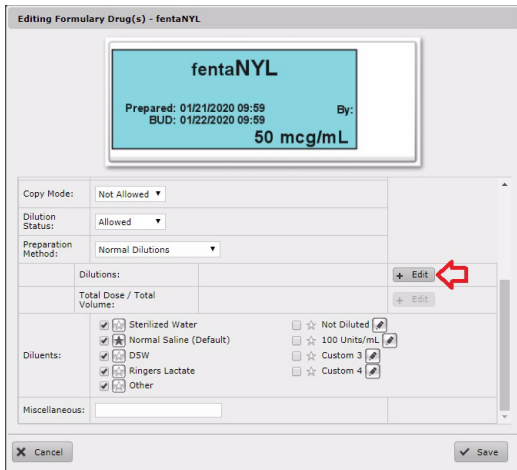 Editing Formulary Drug(s) - fentaNYL
fentaNYL
Prepared: 01/21/2020 09:59 By:
BUD: 01/22/2020 09:59
50 mcg/mL
Copy Mode: Not Allowed
Dilution Status: Allowed
Preparation Method: Normal Dilutions
Dilutions: + Edit
Total Dose / Total Volume: + Edit
Diluents:
Sterilized Water Not Diluted
Normal Saline (Default) 100 Units/mL
D5W Custom 3
Ringers Lactate Custom 4
Other
Miscellaneous:
X Cancel Save